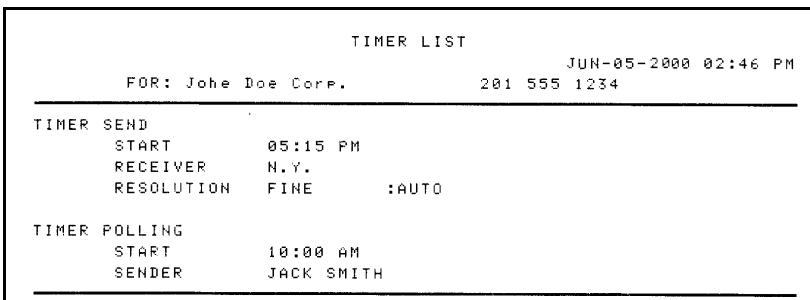 TIMER LIST
JUN-05-2000 02:46 PM
FOR: Johe Doe Corp. 201 555 1234
TIMER SEND
START 05:15 PM
RECEIVER N.Y.
RESOLUTION FINE :AUTO
TIMER POLLING
START 10:00 AM
SENDER JACK SMITH